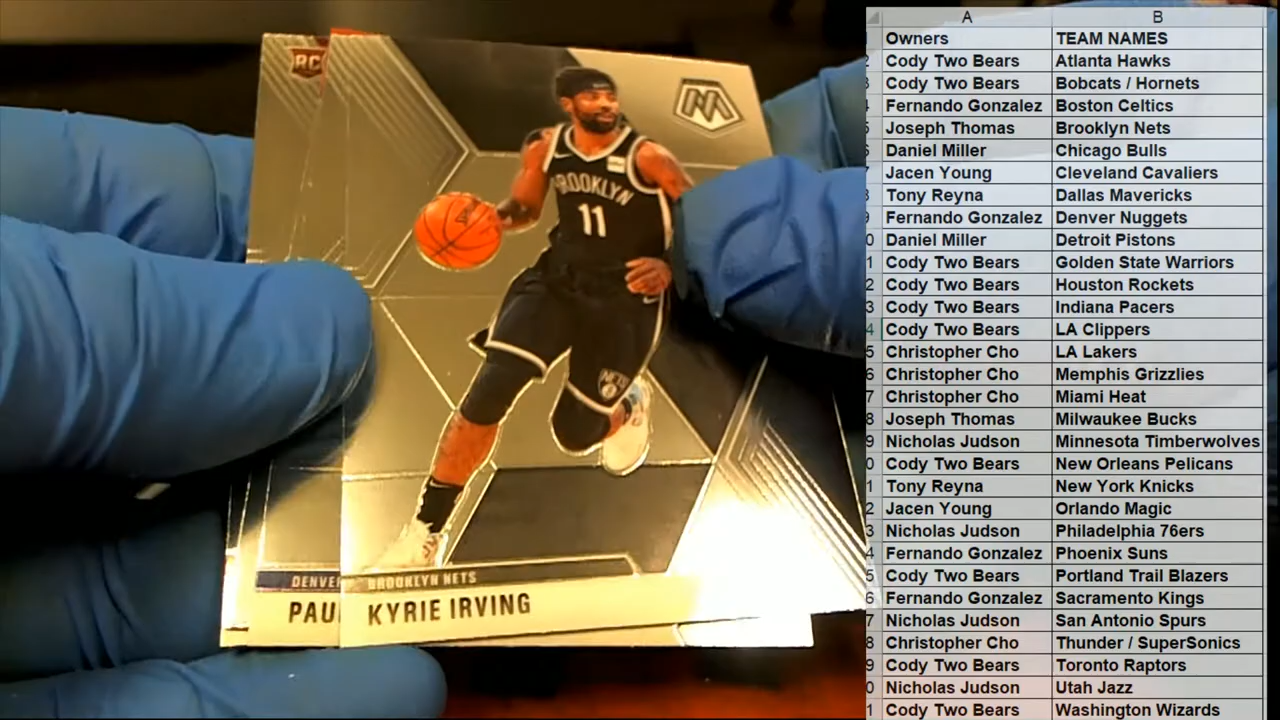 RC
BROOKLYN
11
DENVER
BROOKLYN NETS
PAU
KYRIE IRVING
A B
Owners TEAM NAMES
Cody Two Bears Atlanta Hawks
Cody Two Bears Bobcats / Hornets
Fernando Gonzalez Boston Celtics
Joseph Thomas Brooklyn Nets
Daniel Miller Chicago Bulls
Jacen Young Cleveland Cavaliers
Tony Reyna Dallas Mavericks
Fernando Gonzalez Denver Nuggets
Daniel Miller Detroit Pistons
Cody Two Bears Golden State Warriors
Cody Two Bears Houston Rockets
Cody Two Bears Indiana Pacers
Cody Two Bears LA Clippers
Christopher Cho LA Lakers
Christopher Cho Memphis Grizzlies
Christopher Cho Miami Heat
Joseph Thomas Milwaukee Bucks
Nicholas Judson Minnesota Timberwolves
Cody Two Bears New Orleans Pelicans
Tony Reyna New York Knicks
Jacen Young Orlando Magic
Nicholas Judson Philadelphia 76ers
Fernando Gonzalez Phoenix Suns
Cody Two Bears Portland Trail Blazers
Fernando Gonzalez Sacramento Kings
Nicholas Judson San Antonio Spurs
Christopher Cho Thunder / SuperSonics
Cody Two Bears Toronto Raptors
Nicholas Judson Utah Jazz
Cody Two Bears Washington Wizards